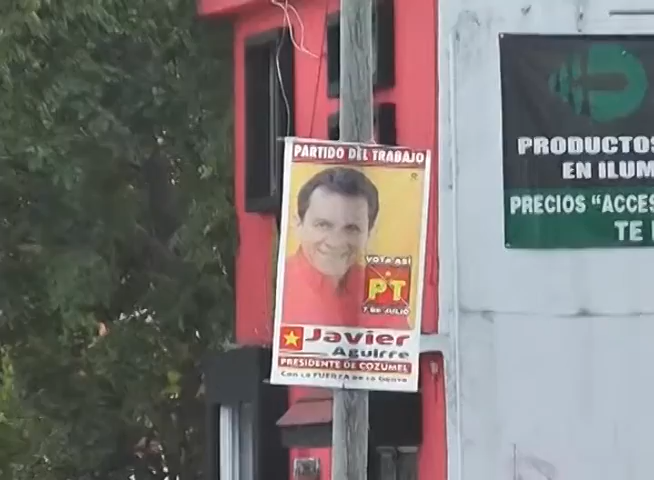 PARTIDO DEL TRABAJO
VOTA ASÍ
PT
7 DE JULIO
Javier
Aguirre
PRESIDENTE DE COZUMEL
Con la FUERZA de la Gente
PRODUCTOS
EN ILUM
PRECIOS "ACCES
TE